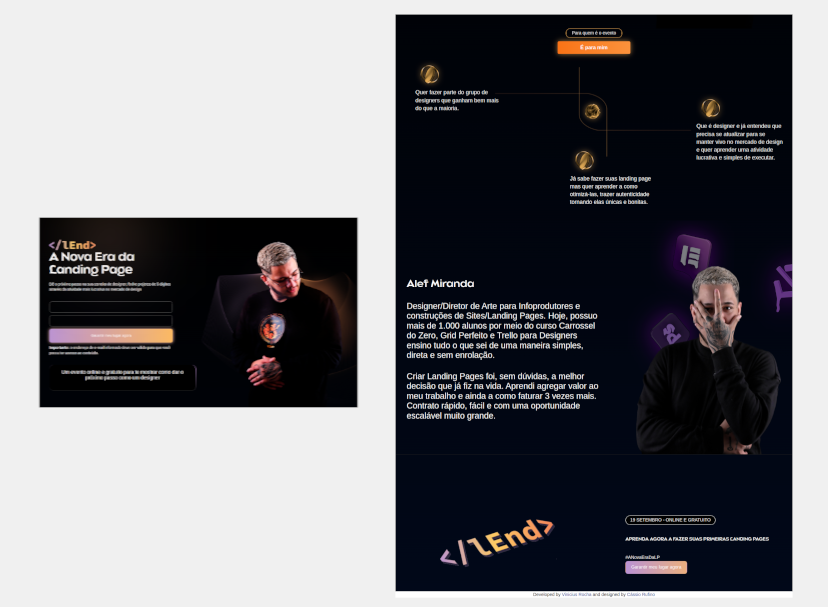 </lEnd>
A Nova Era da
Landing Page
Um evento online e gratuito para te mostrar como dar o
próximo passo como um designer
Para quem é o evento
É para mim
Quer fazer parte do grupo de
designers que ganham bem mais
do que a maioria.
Que é designer e já entendeu que
precisa se atualizar para se
manter vivo no mercado de design
e quer aprender uma atividade
lucrativa e simples de executar.
Já sabe fazer suas landing page
mas quer aprender a como
otimizá-las, trazer autenticidade
tornando elas únicas e bonitas.
Alef Miranda
Designer/Diretor de Arte para Infoprodutores e
construções de Sites/Landing Pages. Hoje, possuo
mais de 1.000 alunos por meio do curso Carrossel
do Zero, Grid Perfeito e Trello para Designers
ensino tudo o que sei de uma maneira simples,
direta e sem enrolação.
Criar Landing Pages foi, sem dúvidas, a melhor
decisão que já fiz na vida. Aprendi agregar valor ao
meu trabalho e ainda a como faturar 3 vezes mais.
Contrato rápido, fácil e com uma oportunidade
escalável muito grande.
</lEnd>
19 SETEMBRO - ONLINE E GRATUITO
APRENDA AGORA A FAZER SUAS PRIMEIRAS LANDING PAGES
#ANovaEraDaLP
Garantir meu lugar agora
Developed by Vinicius Rocha and designed by Cássio Rufino